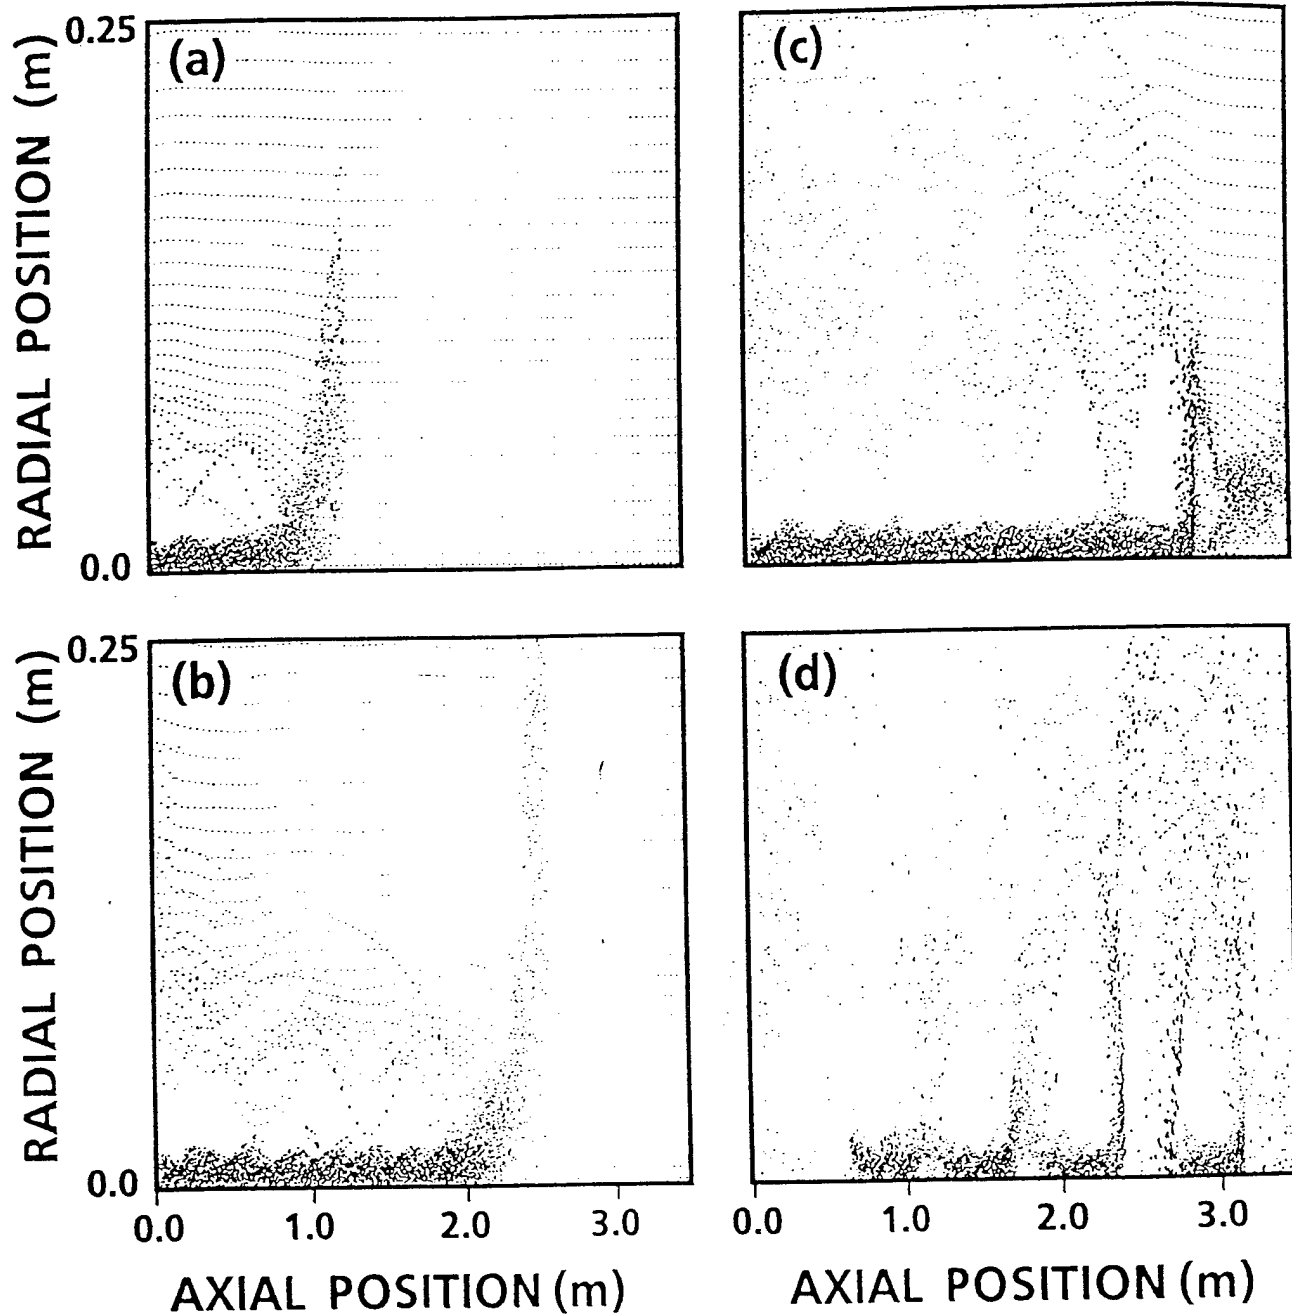 0.25
(a)
RADIAL POSITION (m)
0.0
(c)
0.25
(b)
RADIAL POSITION (m)
0.0
0.0 1.0 2.0 3.0
AXIAL POSITION (m)
(d)
0.0 1.0 2.0 3.0
AXIAL POSITION (m)